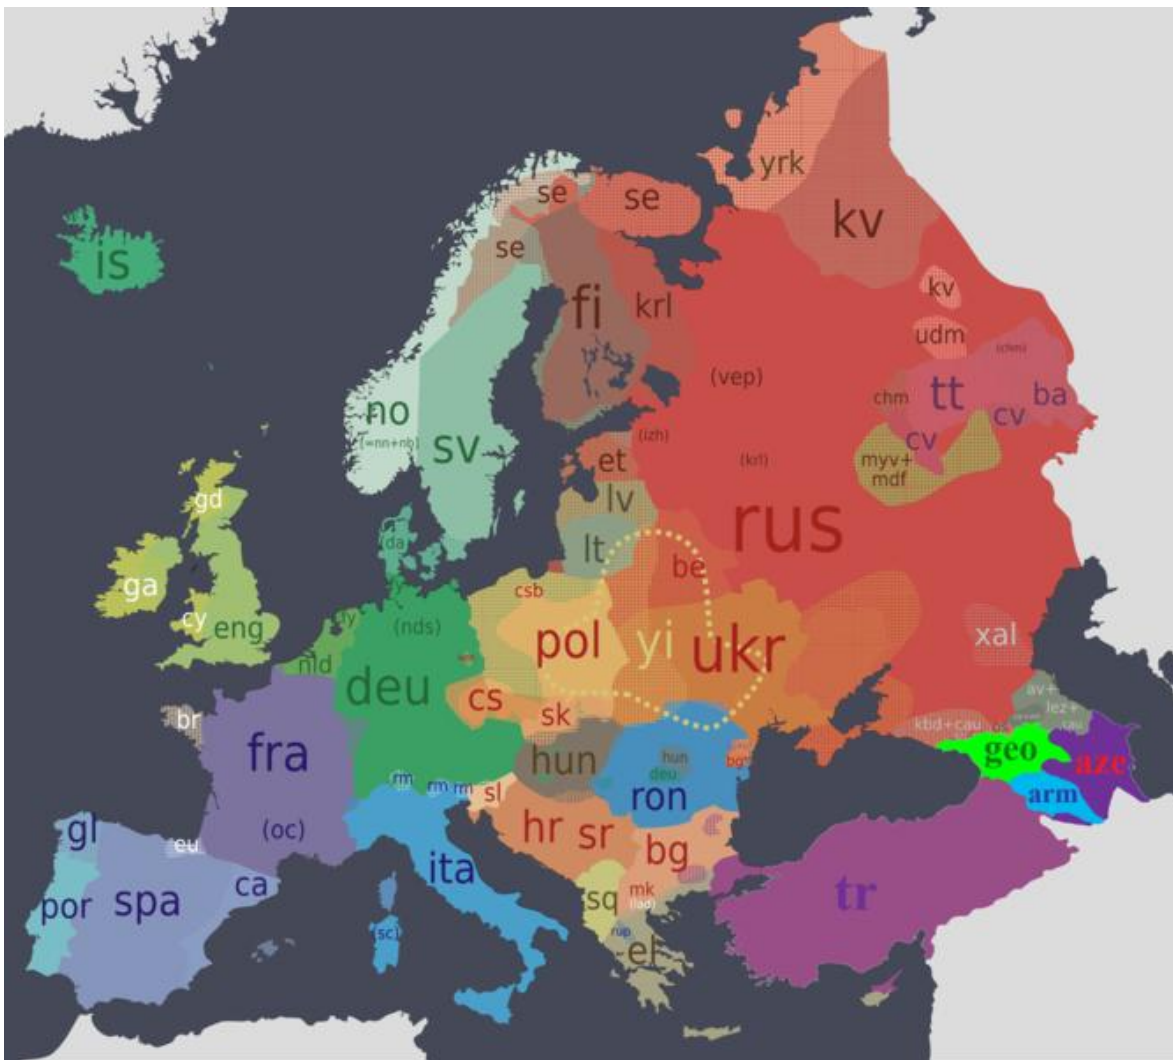 yrk
se
se
kv
se
is
fi
krl
kv
udm
(chm)
(vep)
tt
ba
chm
no
(=nn+nb)
sv
cv
(izh)
cv
et
(krl)
myv+
mdf
lv
gd
rus
da
lt
be
ga
csb
cy
eng
fy
(nds)
pol
yi
ukr
xal
nld
deu
cs
av+
lez+
cau
sk
br
kbd+cau
fra
hun
geo
hun
bg
aze
deu
rm
rm
rm
sl
ron
arm
gl
(oc)
hr
sr
eu
bg
ita
ca
mk
tr
spa
por
sq
(lad)
(sc)
rup
el